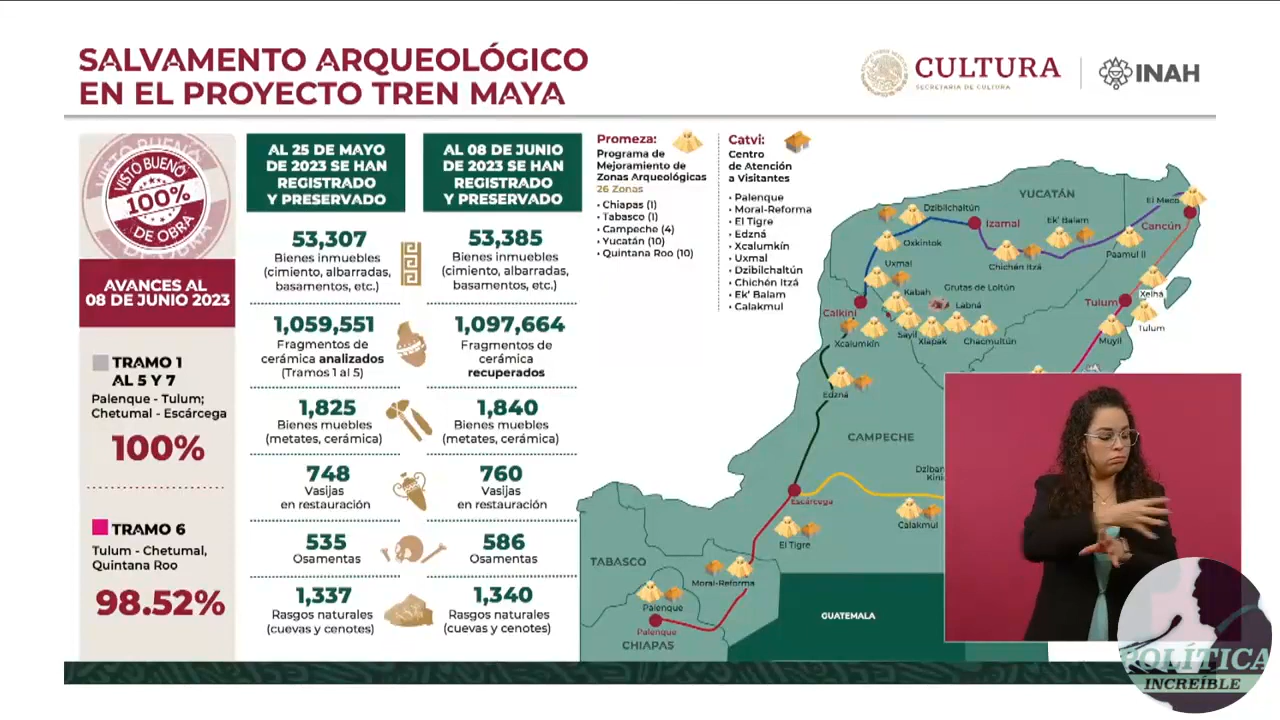 SALVAMENTO ARQUEOLÓGICO
EN EL PROYECTO TREN MAYA
CULTURA
SECRETARÍA DE CULTURA
INAH
VISTO BUENO
100%
DE OBRA
AVANCES AL
08 DE JUNIO 2023
TRAMO 1
AL 5 Y 7
Palenque - Tulum;
Chetumal - Escárcega
100%
TRAMO 6
Tulum - Chetumal,
Quintana Roo
98.52%
AL 25 DE MAYO
DE 2023 SE HAN
REGISTRADO
Y PRESERVADO
53,307
Bienes inmuebles
(cimiento, albarradas,
basamentos, etc.)
1,059,551
Fragmentos de
cerámica analizados
(Tramos 1 al 5)
1,825
Bienes muebles
(metates, cerámica)
748
Vasijas
en restauración
535
Osamentas
1,337
Rasgos naturales
(cuevas y cenotes)
AL 08 DE JUNIO
DE 2023 SE HAN
REGISTRADO
Y PRESERVADO
53,385
Bienes inmuebles
(cimiento, albarradas,
basamentos, etc.)
1,097,664
Fragmentos de
cerámica
recuperados
1,840
Bienes muebles
(metates, cerámica)
760
Vasijas
en restauración
586
Osamentas
1,340
Rasgos naturales
(cuevas y cenotes)
Promeza:
Programa de
Mejoramiento de
Zonas Arqueológicas
26 Zonas
• Chiapas (1)
• Tabasco (1)
• Campeche (4)
• Yucatán (10)
• Quintana Roo (10)
Catvi:
Centro
de Atención
a Visitantes
• Palenque
• Moral-Reforma
• El Tigre
• Edzná
• Xcalumkín
• Uxmal
• Dzibilchaltún
• Chichén Itzá
• Ek' Balam
• Calakmul
YUCATÁN
El Meco
Dzibilchaltún
Izamal
Ek' Balam
Cancún
Oxkintok
Chichén Itzá
Paamul II
Uxmal
Kabah
Grutas de Loltún
Xelhá
Labná
Tulum
Calkiní
Sayil
Xlapak
Chacmultún
Xcalumkín
Muyil
Tulum
Edzná
CAMPECHE
Escárcega
Calakmul
El Tigre
TABASCO
Moral-Reforma
Palenque
Palenque
CHIAPAS
GUATEMALA
POLÍTICA
INCREÍBLE